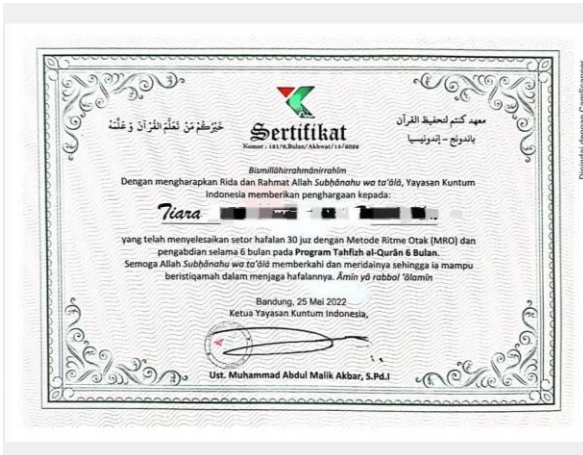 خَيْرُكُمْ مَنْ تَعَلَّمَ الْقُرْآنَ وَعَلَّمَهُ
معهد كنتم لتحفيظ القرآن
باندونج - إندونيسيا
Sertifikat
Bismillāhirrahmānirrahīm
Dengan mengharapkan Rida dan Rahmat Allah Subḥānahu wa ta'ālā, Yayasan Kuntum
Indonesia memberikan penghargaan kepada:
Tiara
yang telah menyelesaikan setor hafalan 30 juz dengan Metode Ritme Otak (MRO) dan
pengabdian selama 6 bulan pada Program Tahfizh al-Qurān 6 Bulan.
Semoga Allah Subḥānahu wa ta'ālā memberkahi dan meridainya sehingga ia mampu
beristiqamah dalam menjaga hafalannya. Āmīn yā rabbal 'ālamīn
Bandung, 25 Mei 2022
Ketua Yayasan Kuntum Indonesia,
Ust. Muhammad Abdul Malik Akbar, S.Pd.I
Dipindai dengan CamScanner